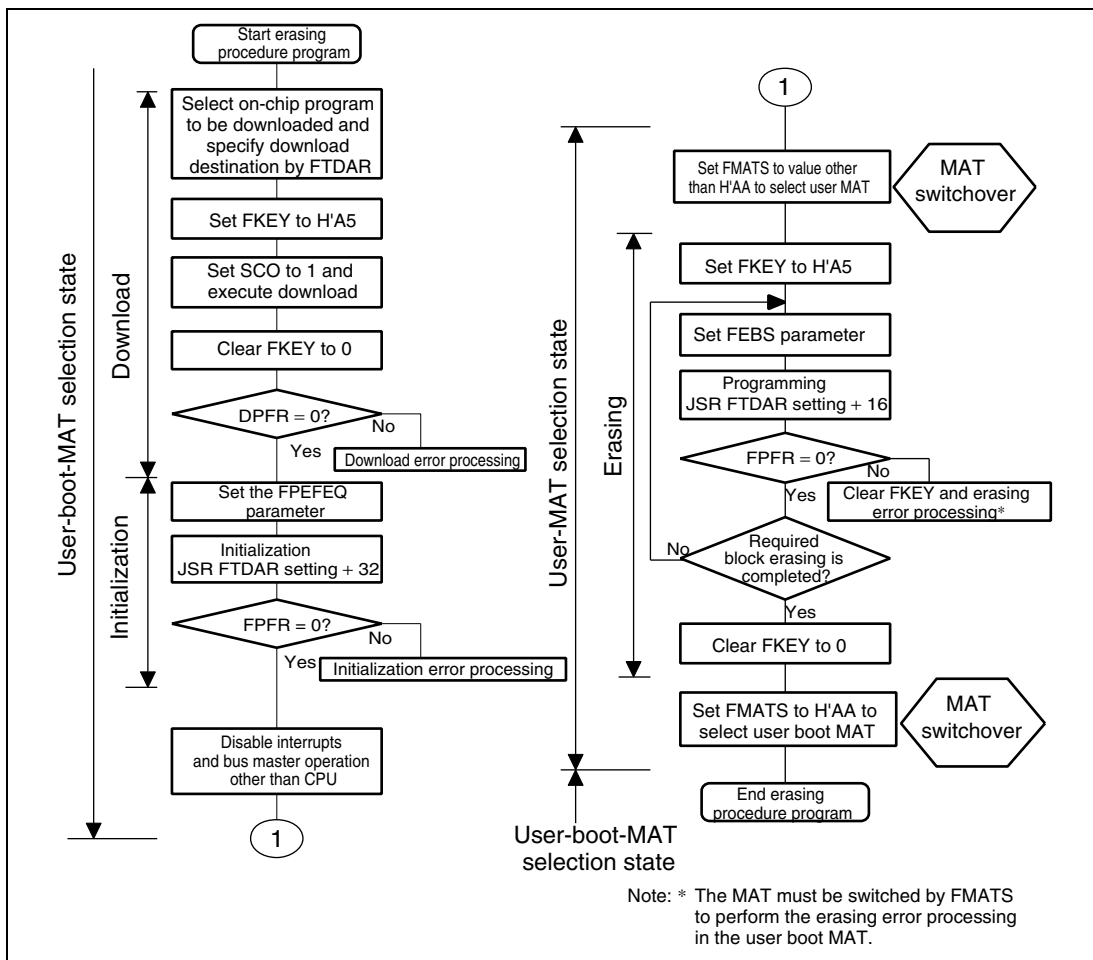 Start erasing
procedure program
Select on-chip program
to be downloaded and
specify download
destination by FTDAR
Set FKEY to H'A5
Set SCO to 1 and
execute download
Clear FKEY to 0
DPFR = 0?
No
Yes
Download error processing
Set the FPEFEQ
parameter
Initialization
JSR FTDAR setting + 32
FPFR = 0?
No
Yes
Initialization error processing
Disable interrupts
and bus master operation
other than CPU
1
User-boot-MAT selection state
Download
Initialization
1
Set FMATS to value other
than H'AA to select user MAT
MAT
switchover
Set FKEY to H'A5
Set FEBS parameter
Programming
JSR FTDAR setting + 16
FPFR = 0?
No
Yes
Clear FKEY and erasing
error processing*
Required
block erasing is
completed?
No
Yes
Clear FKEY to 0
Set FMATS to H'AA to
select user boot MAT
MAT
switchover
End erasing
procedure program
User-MAT selection state
Erasing
User-boot-MAT
selection state
Note: * The MAT must be switched by FMATS
to perform the erasing error processing
in the user boot MAT.